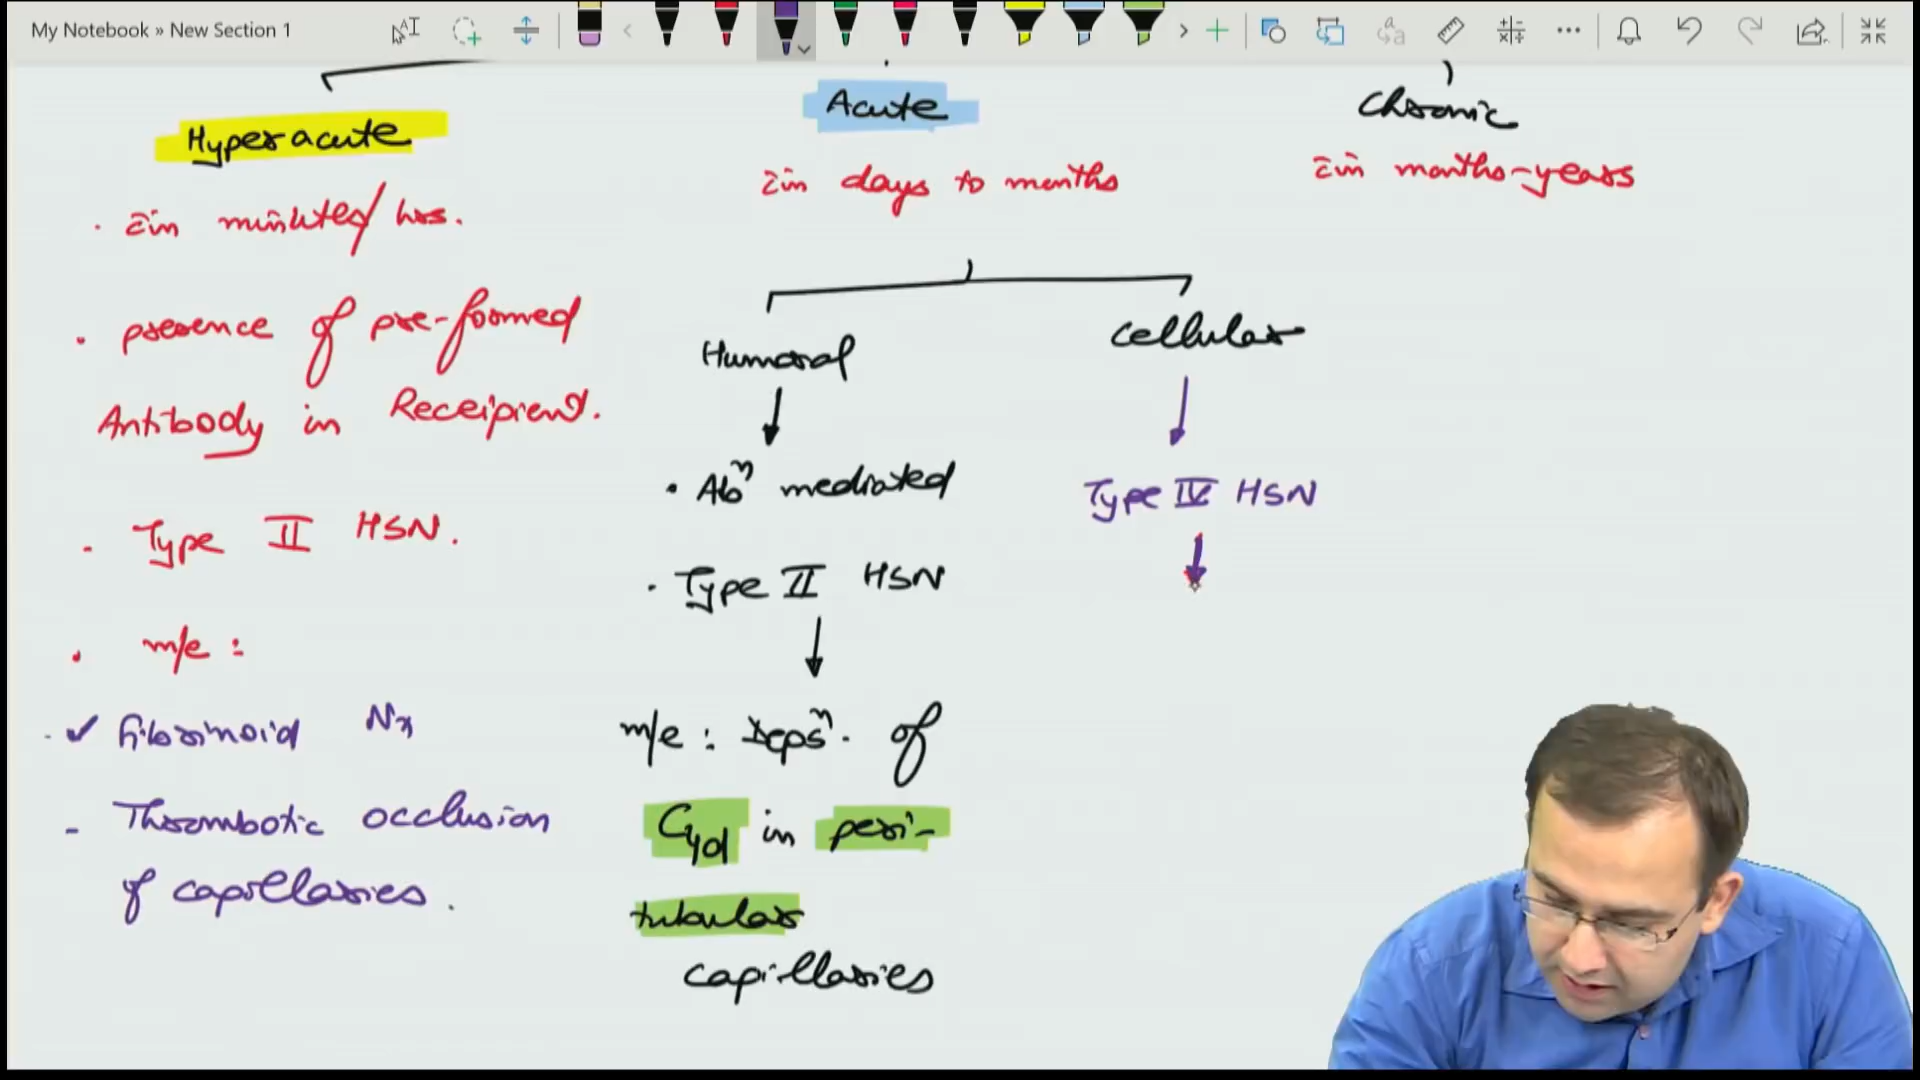 My Notebook » New Section 1
Hyperacute
· c̄in minutes/hrs.
· presence of pre-formed
Antibody in Receipient.
· Type II HSN.
· m/e :
- ✓ fibrinoid Nx
- Thrombotic occlusion
of capillaries.
Acute
c̄in days to months
Humoral
· Abⁿ mediated
· Type II HSN
m/e : Depsⁿ. of
C4d in peri-
tubular
capillaries
cellular
Type IV HSN
Chronic
c̄in months-years